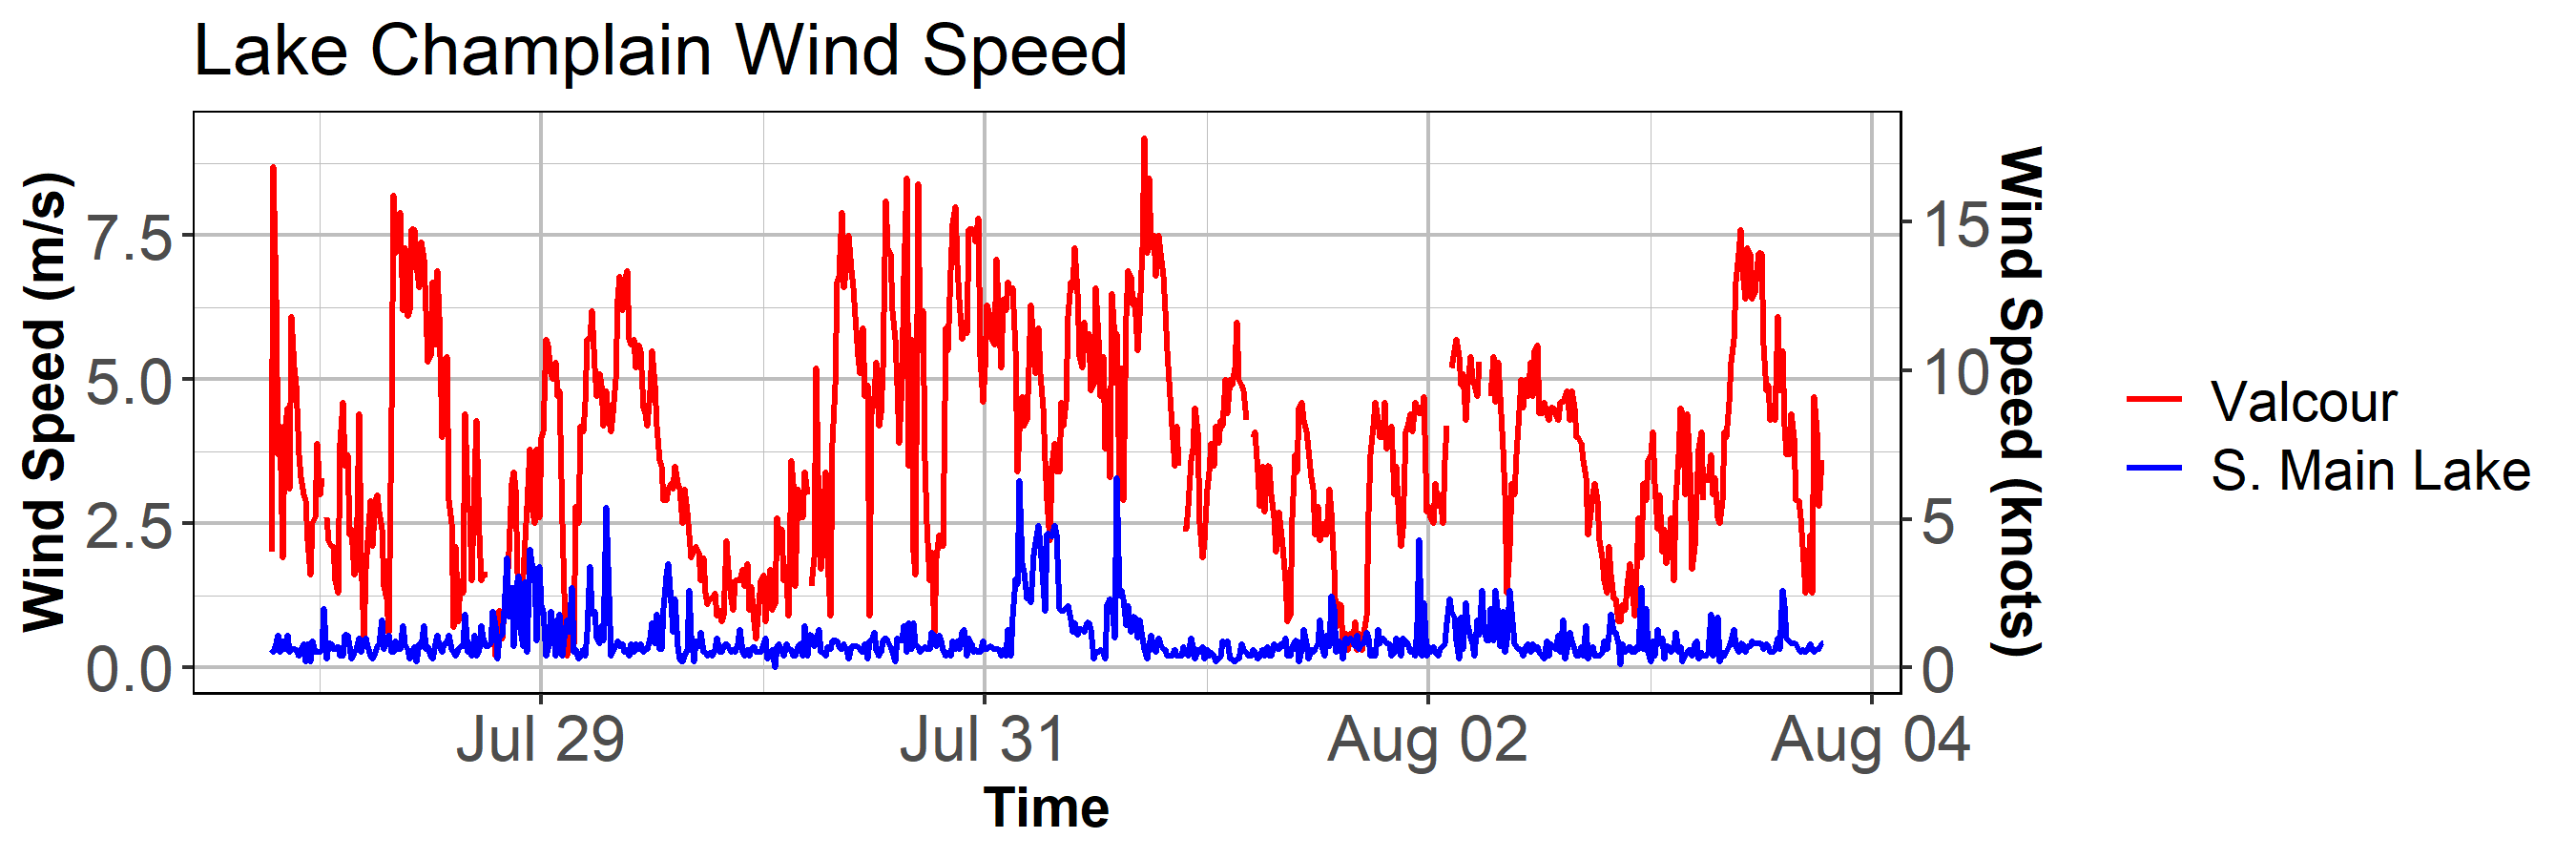 Lake Champlain Wind Speed
Wind Speed (m/s)
7.5
5.0
2.5
0.0
15
10
5
0
Wind Speed (knots)
Jul 29
Jul 31
Aug 02
Aug 04
Time
Valcour
S. Main Lake